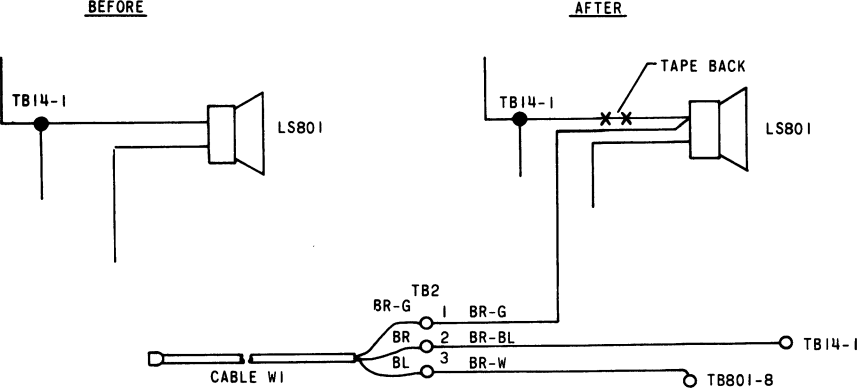 BEFORE
AFTER
TAPE BACK
TB14-1
LS801
TB14-1
LS801
TB2
BR-G
1
BR-G
BR
2
BR-BL
TB14-1
BL
3
BR-W
CABLE W1
TB801-8